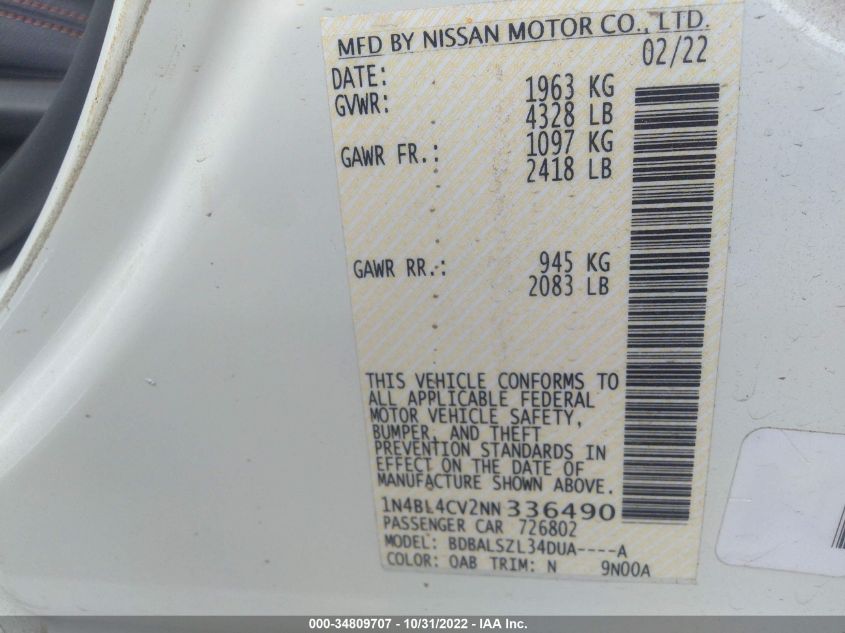 MFD BY NISSAN MOTOR CO., LTD.
DATE: 02/22
GVWR: 1963 KG
4328 LB
GAWR FR.: 1097 KG
2418 LB
GAWR RR.: 945 KG
2083 LB
THIS VEHICLE CONFORMS TO
ALL APPLICABLE FEDERAL
MOTOR VEHICLE SAFETY,
BUMPER, AND THEFT
PREVENTION STANDARDS IN
EFFECT ON THE DATE OF
MANUFACTURE SHOWN ABOVE.
1N4BL4CV2NN336490
PASSENGER CAR 726802
MODEL: BDBALSZL34DUA----A
COLOR: OAB TRIM: N 9N00A
000-34809707 - 10/31/2022 - IAA Inc.